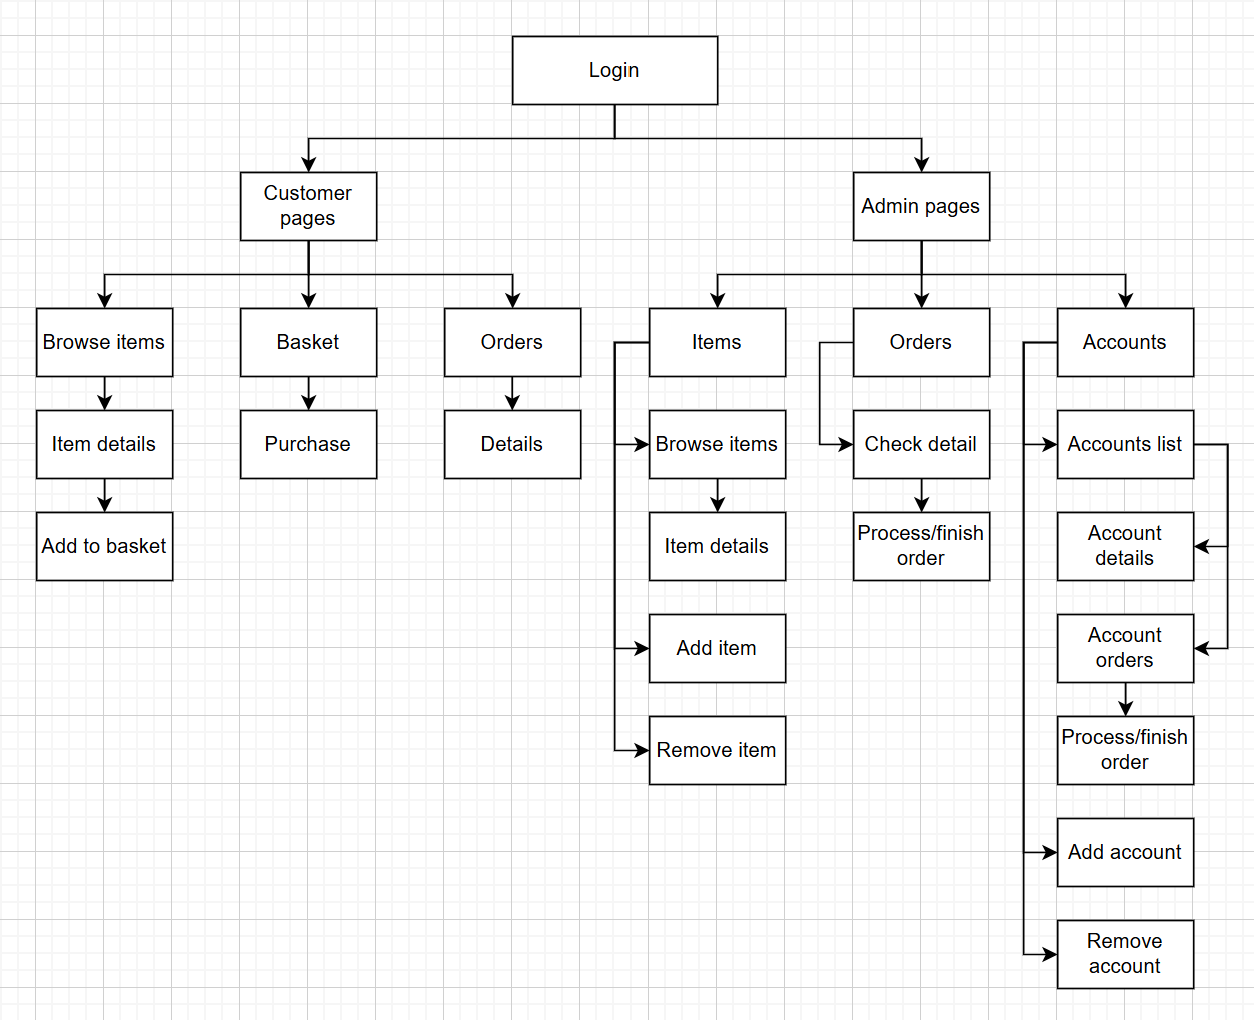 Login
Customer
pages
Admin pages
Browse items
Basket
Orders
Items
Orders
Accounts
Item details
Purchase
Details
Browse items
Check detail
Accounts list
Add to basket
Item details
Process/finish
order
Account
details
Add item
Account
orders
Remove item
Process/finish
order
Add account
Remove
account